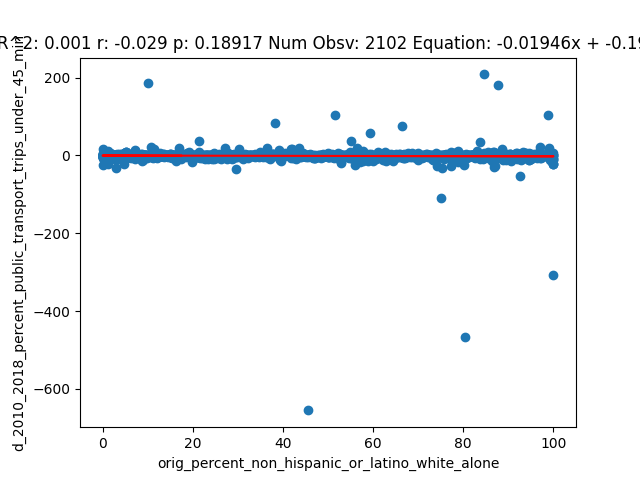 R^2: 0.001 r: -0.029 p: 0.18917 Num Obsv: 2102 Equation: -0.01946x + -0.19
d_2010_2018_percent_public_transport_trips_under_45_min
200
0
−200
−400
−600
0 20 40 60 80 100
orig_percent_non_hispanic_or_latino_white_alone